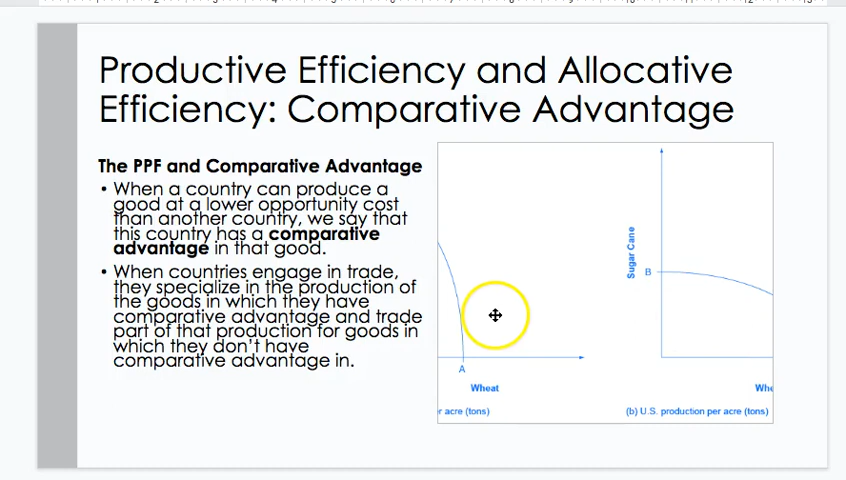 Productive Efficiency and Allocative
Efficiency: Comparative Advantage
The PPF and Comparative Advantage
• When a country can produce a
good at a lower opportunity cost
than another country, we say that
this country has a comparative
advantage in that good.
• When countries engage in trade,
they specialize in the production of
the goods in which they have
comparative advantage and trade
part of that production for goods in
which they don't have
comparative advantage in.
A
Wheat
r acre (tons)
Sugar Cane
B
Whe
(b) U.S. production per acre (tons)